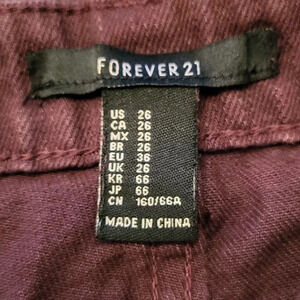 FOREVER 21
US 26
CA 26
MX 26
BR 26
EU 36
UK 26
KR 66
JP 66
CN 160/66A
MADE IN CHINA